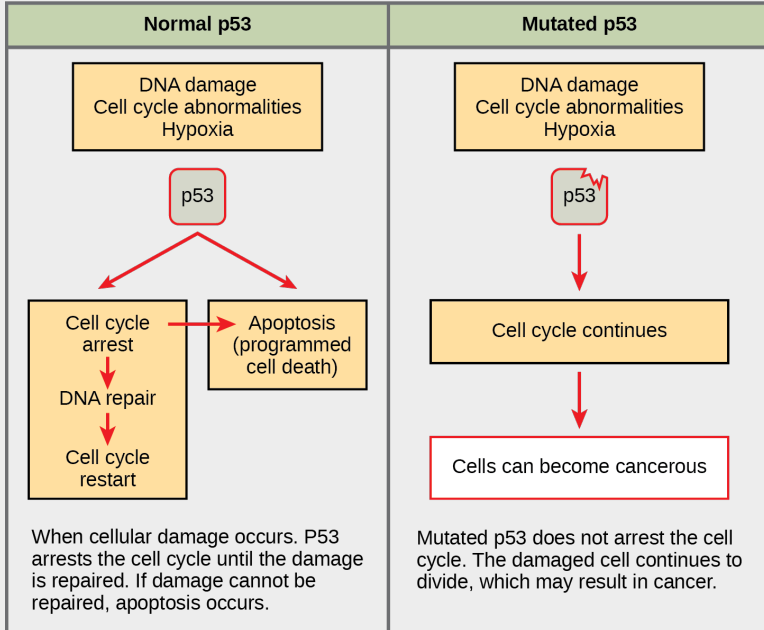 Normal p53
DNA damage
Cell cycle abnormalities
Hypoxia
p53
Cell cycle
arrest
DNA repair
Cell cycle
restart
Apoptosis
(programmed
cell death)
When cellular damage occurs. P53
arrests the cell cycle until the damage
is repaired. If damage cannot be
repaired, apoptosis occurs.
Mutated p53
DNA damage
Cell cycle abnormalities
Hypoxia
p53
Cell cycle continues
Cells can become cancerous
Mutated p53 does not arrest the cell
cycle. The damaged cell continues to
divide, which may result in cancer.